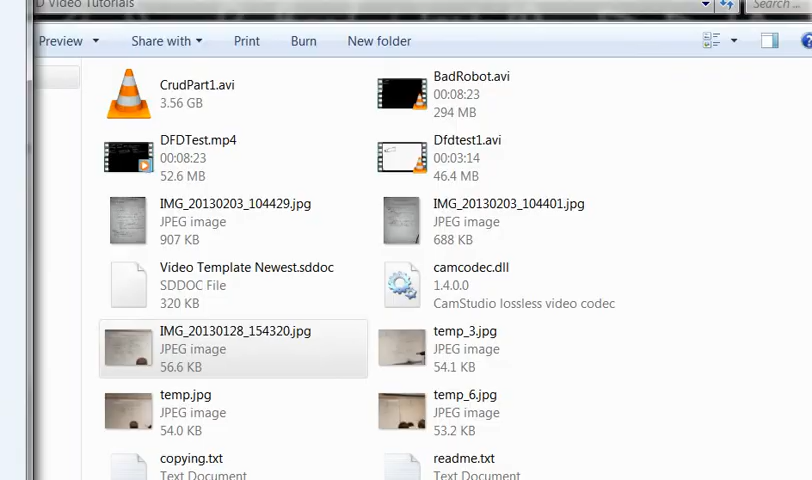 D Video Tutorials
Search ...
Preview Share with Print Burn New folder
CrudPart1.avi
3.56 GB
BadRobot.avi
00:08:23
294 MB
DFDTest.mp4
00:08:23
52.6 MB
Dfdtest1.avi
00:03:14
46.4 MB
IMG_20130203_104429.jpg
JPEG image
907 KB
IMG_20130203_104401.jpg
JPEG image
688 KB
Video Template Newest.sddoc
SDDOC File
320 KB
camcodec.dll
1.4.0.0
CamStudio lossless video codec
IMG_20130128_154320.jpg
JPEG image
56.6 KB
temp_3.jpg
JPEG image
54.1 KB
temp.jpg
JPEG image
54.0 KB
temp_6.jpg
JPEG image
53.2 KB
copying.txt
Text Document
readme.txt
Text Document